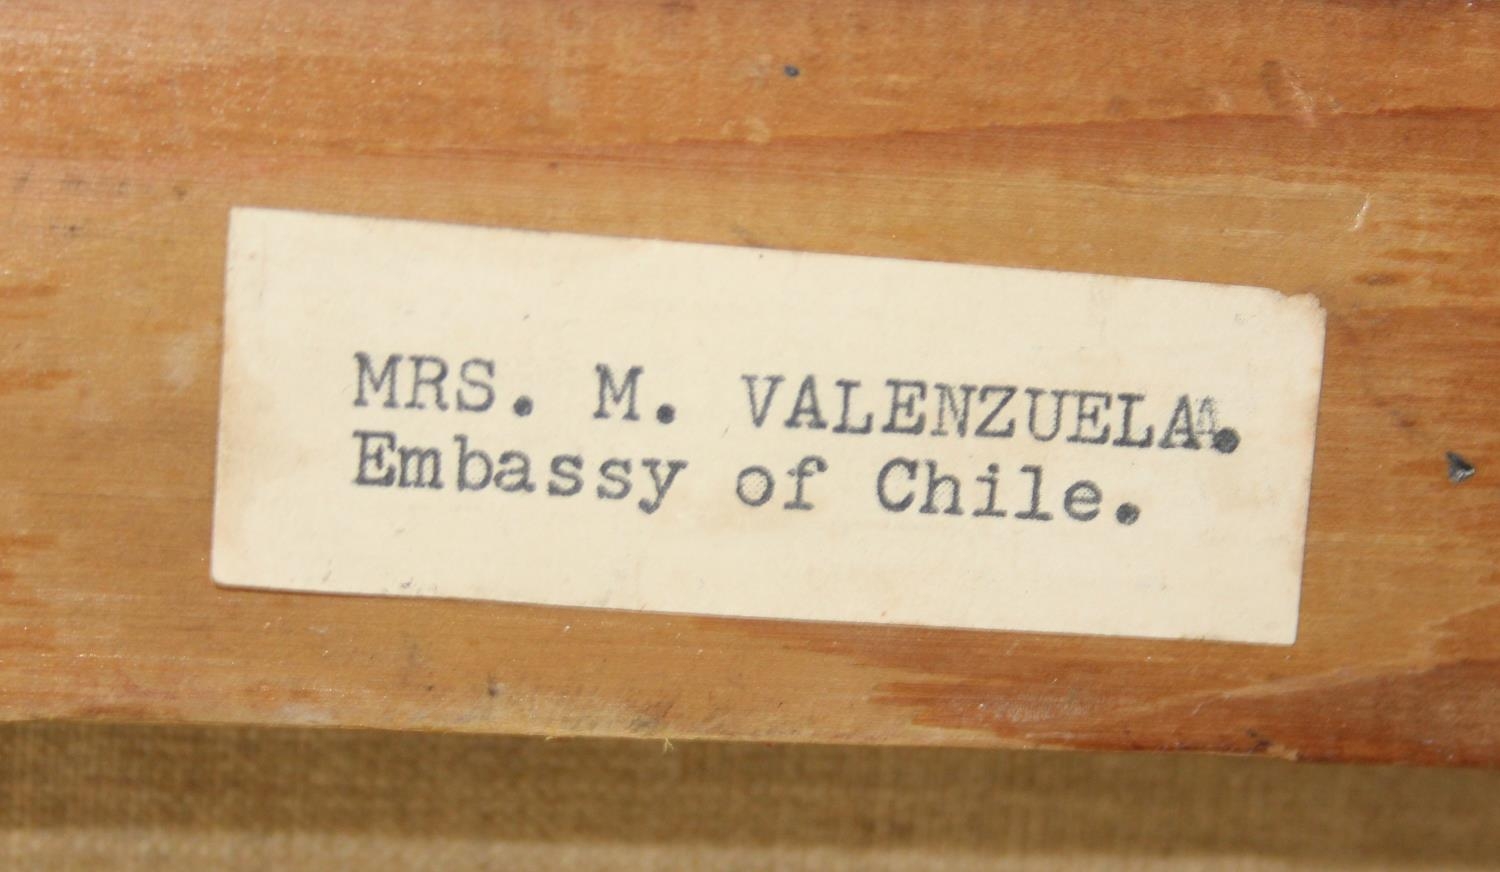 MRS. M. VALENZUELA.
Embassy of Chile.